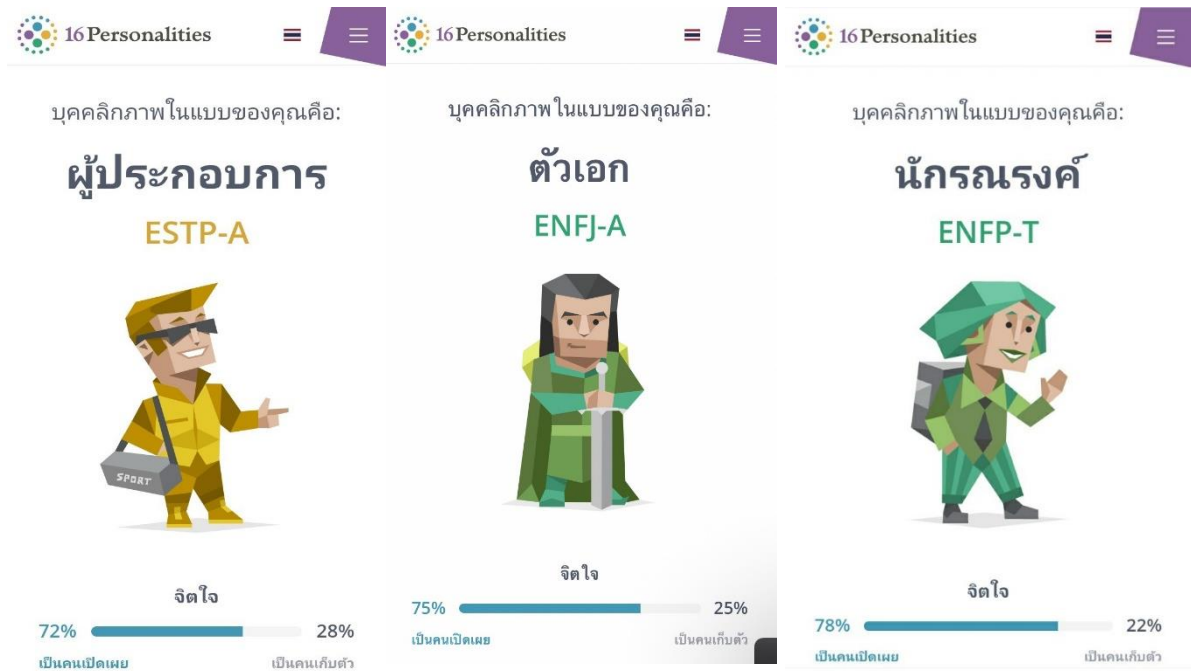 16Personalities
บุคคลิกภาพในแบบของคุณคือ:
ผู้ประกอบการ
ESTP-A
SPORT
จิตใจ
72% 28%
เป็นคนเปิดเผย เป็นคนเก็บตัว
16Personalities
บุคคลิกภาพในแบบของคุณคือ:
ตัวเอก
ENFJ-A
จิตใจ
75% 25%
เป็นคนเปิดเผย เป็นคนเก็บตัว
16Personalities
บุคคลิกภาพในแบบของคุณคือ:
นักรณรงค์
ENFP-T
จิตใจ
78% 22%
เป็นคนเปิดเผย เป็นคนเก็บตัว